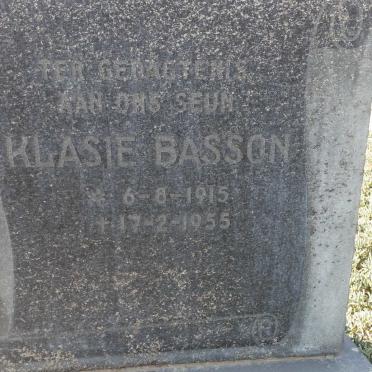 TER GEDAGTENIS
AAN ONS SEUN
KLASIE BASSON
* 6-8-1915
+ 17-2-1955